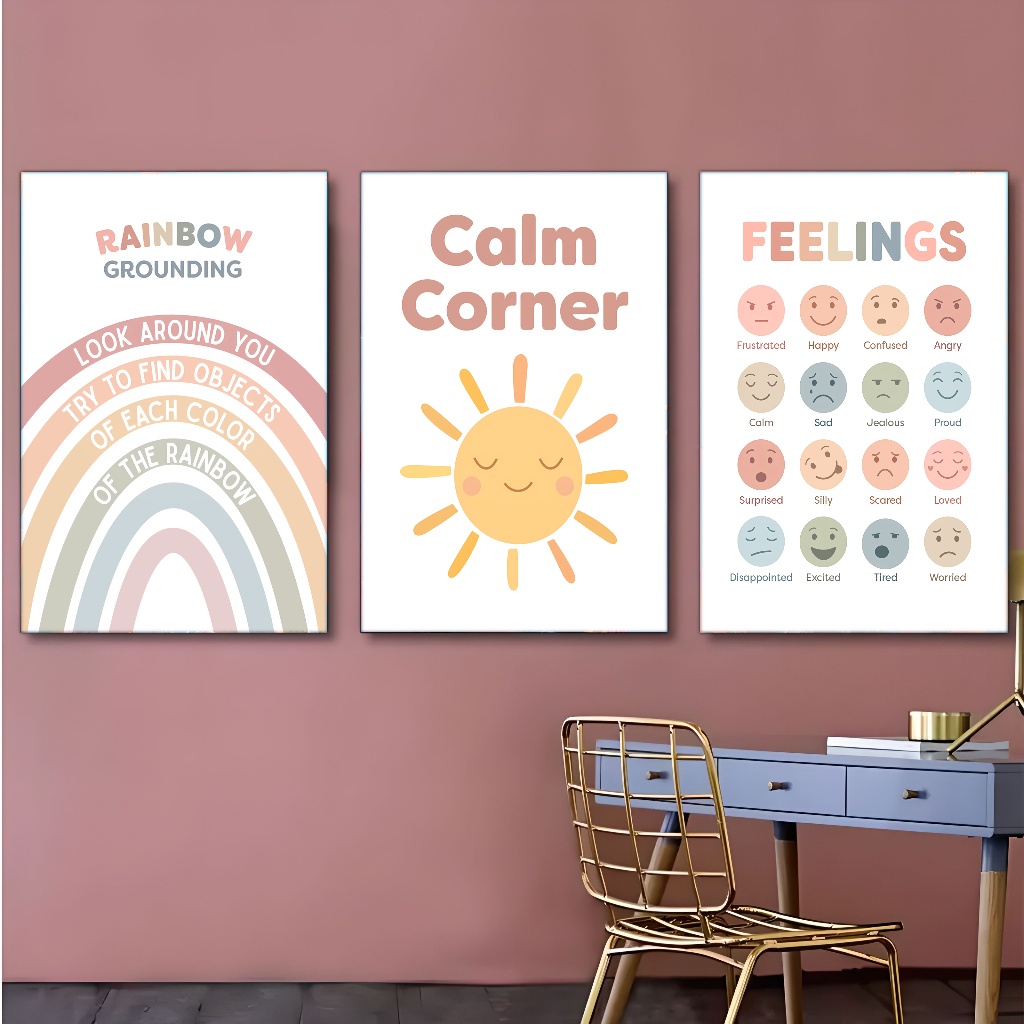 RAINBOW
GROUNDING
LOOK AROUND YOU
TRY TO FIND OBJECTS
OF EACH COLOR
OF THE RAINBOW
Calm
Corner
FEELINGS
Frustrated Happy Confused Angry
Calm Sad Jealous Proud
Surprised Silly Scared Loved
Disappointed Excited Tired Worried